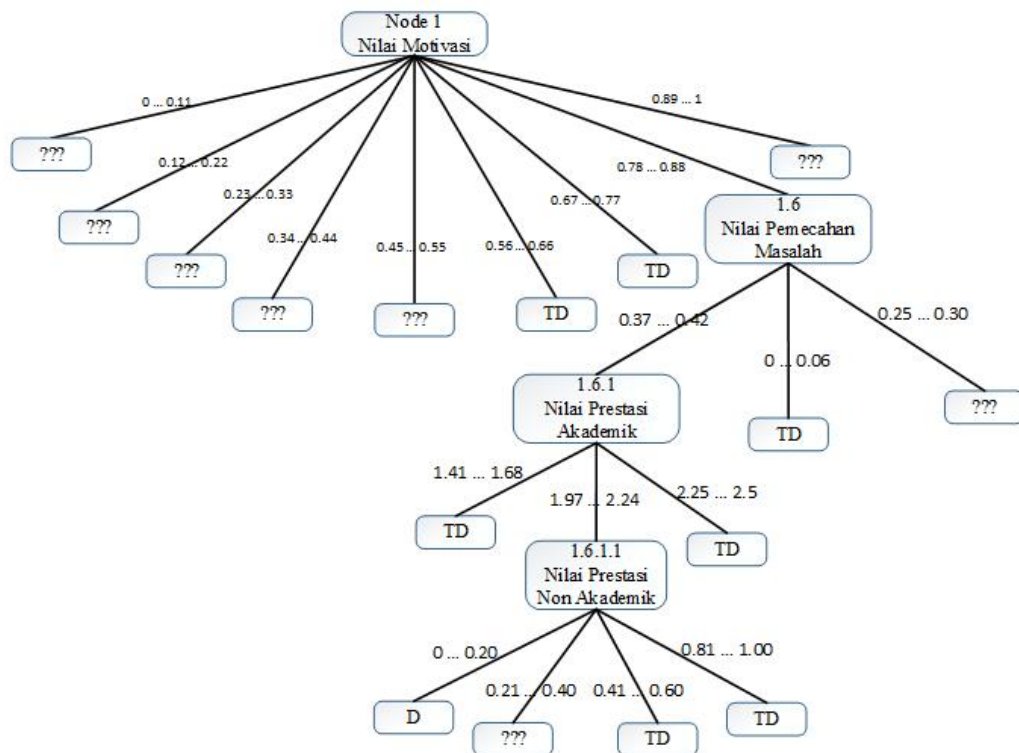 Node 1
Nilai Motivasi
0 ... 0.11
0.89 ... 1
???
0.12 ... 0.22
0.78 ... 0.88
???
???
0.23 ... 0.33
0.67 ... 0.77
1.6
Nilai Pemecahan
Masalah
0.34 ... 0.44
0.45 ... 0.55
0.56 ... 0.66
???
TD
???
???
TD
0.37 ... 0.42
0.25 ... 0.30
0 ... 0.06
1.6.1
Nilai Prestasi
Akademik
???
TD
1.41 ... 1.68
1.97 ... 2.24
2.25 ... 2.5
TD
TD
1.6.1.1
Nilai Prestasi
Non Akademik
0 ... 0.20
0.81 ... 1.00
0.21 ... 0.40
0.41 ... 0.60
D
???
TD
TD